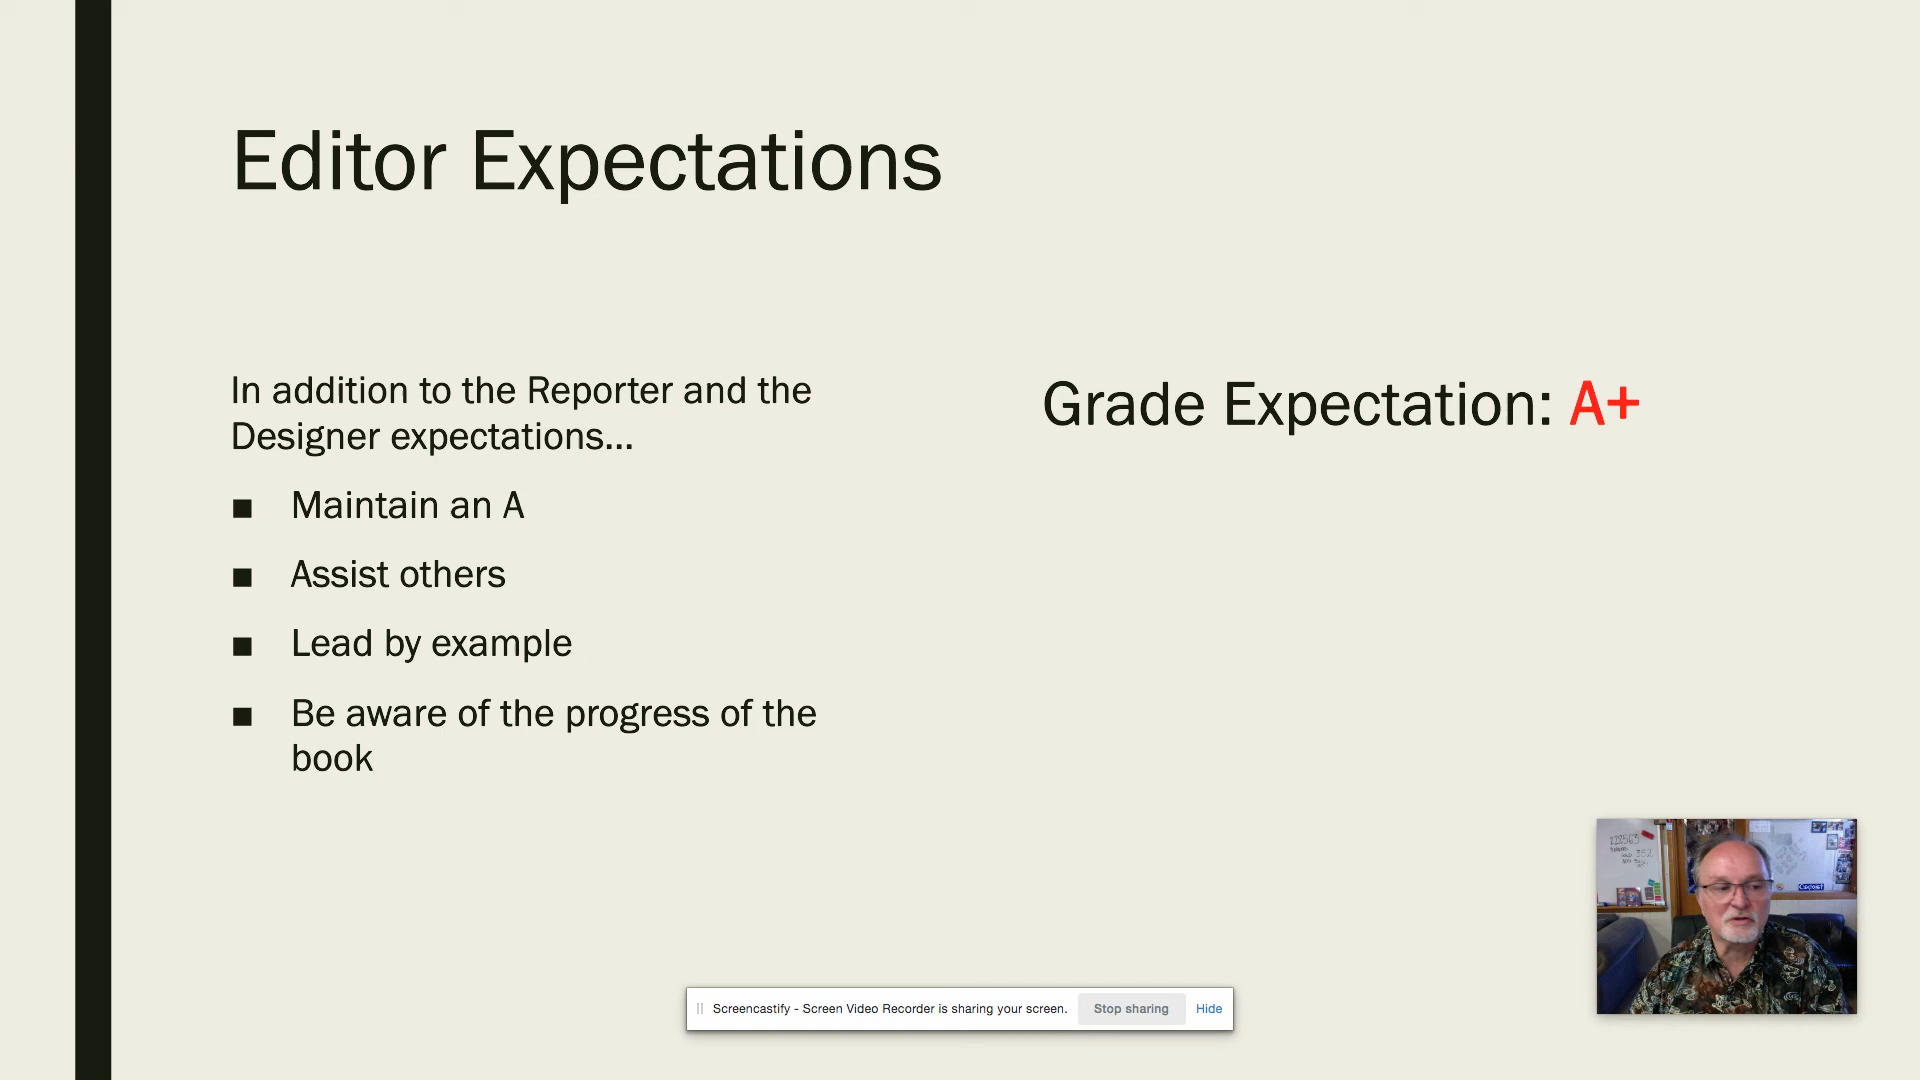 Editor Expectations
In addition to the Reporter and the
Designer expectations...
■ Maintain an A
■ Assist others
■ Lead by example
■ Be aware of the progress of the
book
Grade Expectation: A+
Screencastify - Screen Video Recorder is sharing your screen. Stop sharing Hide